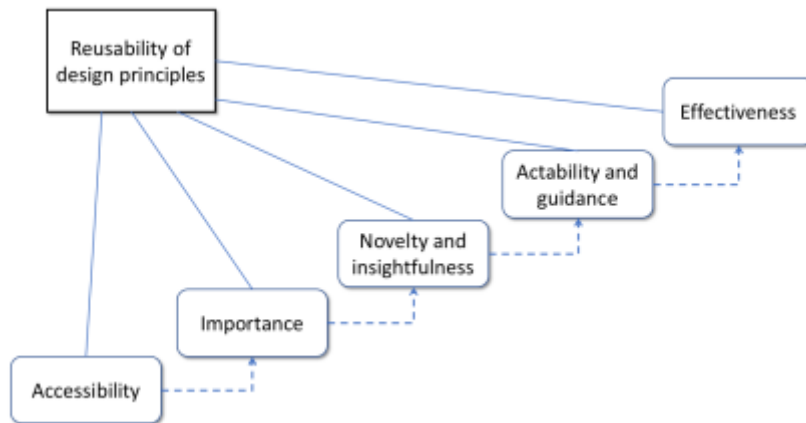 Reusability of
design principles
Effectiveness
Actability and
guidance
Novelty and
insightfulness
Importance
Accessibility